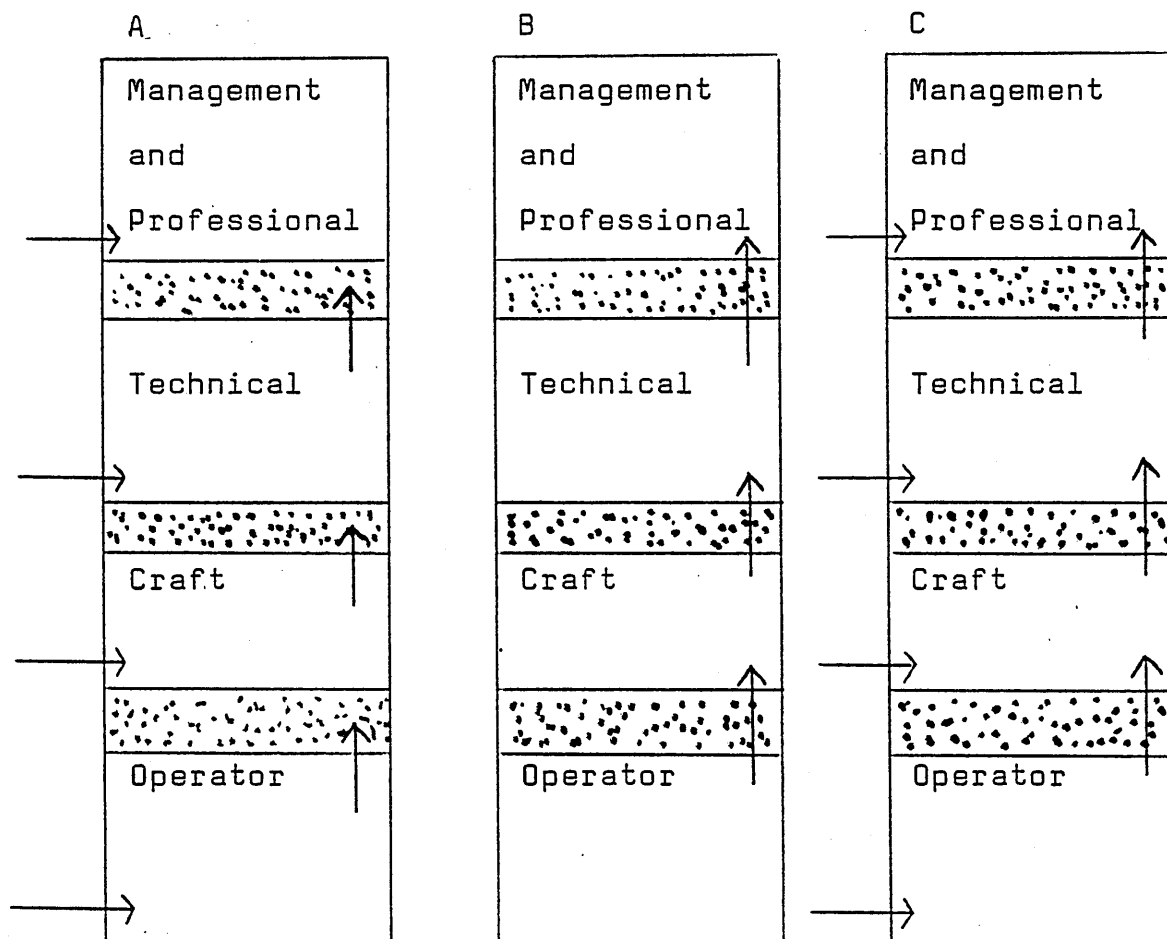 A
Management
and
Professional
Technical
Craft
Operator
B
Management
and
Professional
Technical
Craft
Operator
C
Management
and
Professional
Technical
Craft
Operator